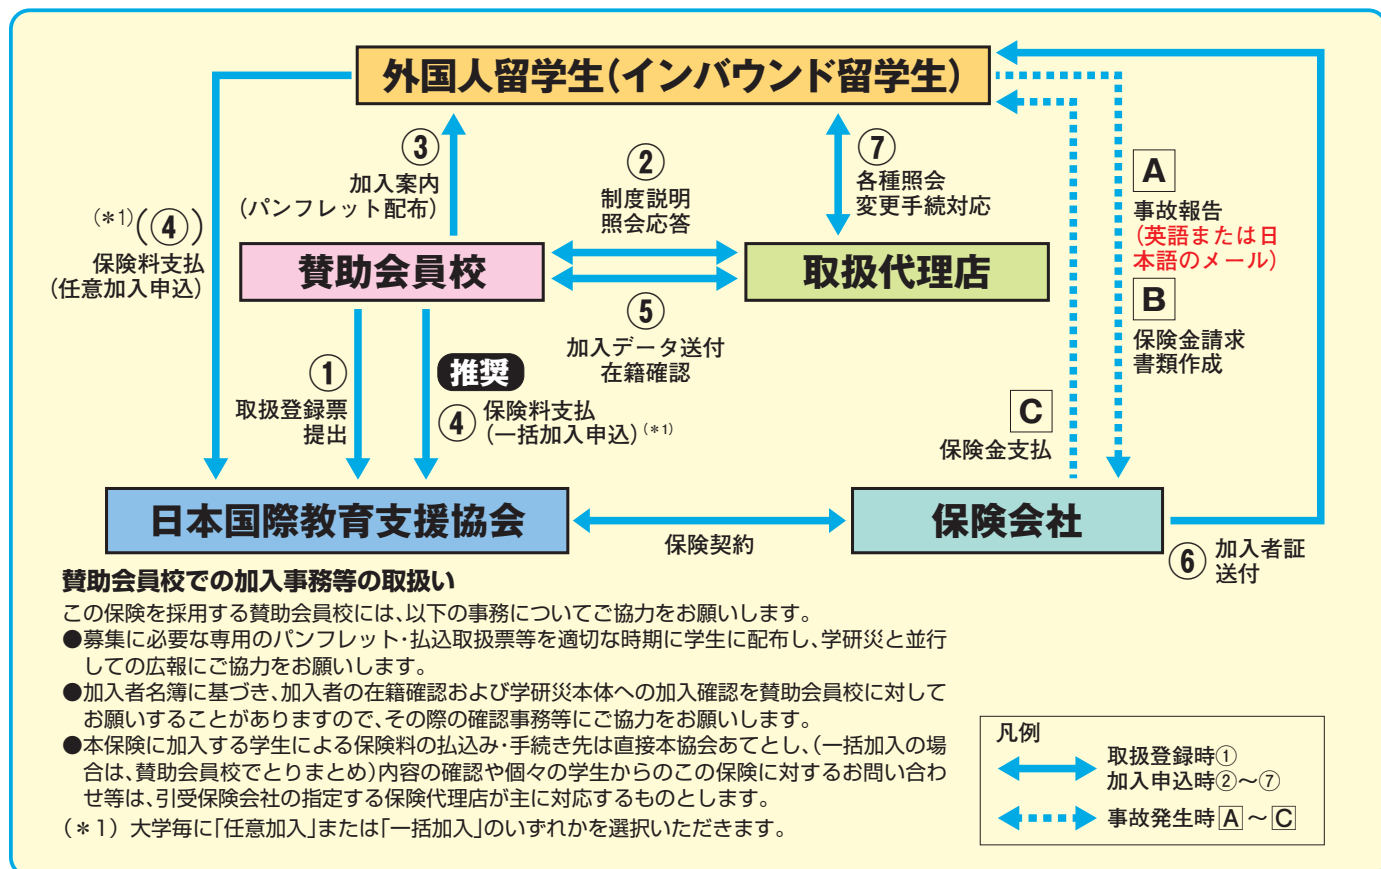 外国人留学生(インバウンド留学生)
③
加入案内
(パンフレット配布)
②
制度説明
照会応答
⑦
各種照会
変更手続対応
A
事故報告
(英語または日
本語のメール)
B
保険金請求
書類作成
(*1)(④)
保険料支払
(任意加入申込)
賛助会員校
取扱代理店
⑤
加入データ送付
在籍確認
①
取扱登録票
提出
推奨
④ 保険料支払
(一括加入申込)(*1)
C
保険金支払
日本国際教育支援協会
保険契約
保険会社
⑥ 加入者証
送付
賛助会員校での加入事務等の取扱い
この保険を採用する賛助会員校には、以下の事務についてご協力をお願いします。
●募集に必要な専用のパンフレット・払込取扱票等を適切な時期に学生に配布し、学研災と並行
しての広報にご協力をお願いします。
●加入者名簿に基づき、加入者の在籍確認および学研災本体への加入確認を賛助会員校に対して
お願いすることがありますので、その際の確認事務等にご協力をお願いします。
●本保険に加入する学生による保険料の払込み・手続き先は直接本協会あてとし、(一括加入の場
合は、賛助会員校でとりまとめ)内容の確認や個々の学生からのこの保険に対するお問い合わ
せ等は、引受保険会社の指定する保険代理店が主に対応するものとします。
(*1) 大学毎に「任意加入」または「一括加入」のいずれかを選択いただきます。
凡例
取扱登録時①
加入申込時②～⑦
事故発生時A～C